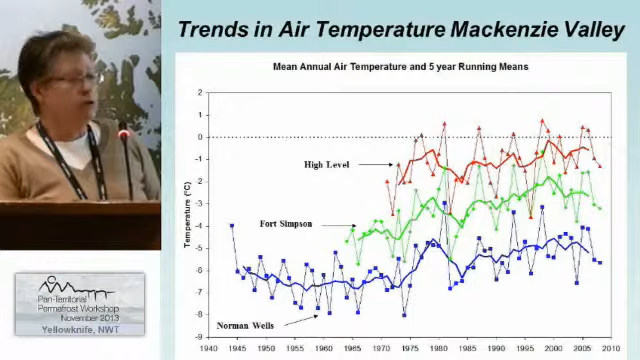 Trends in Air Temperature Mackenzie Valley
Mean Annual Air Temperature and 5 year Running Means
Temperature (°C)
2
1
0
-1
-2
-3
-4
-5
-6
-7
-8
-9
High Level
Fort Simpson
Norman Wells
1940 1945 1950 1955 1960 1965 1970 1975 1980 1985 1990 1995 2000 2005 2010
Pan-Territorial
Permafrost Workshop
November 2013
Yellowknife, NWT